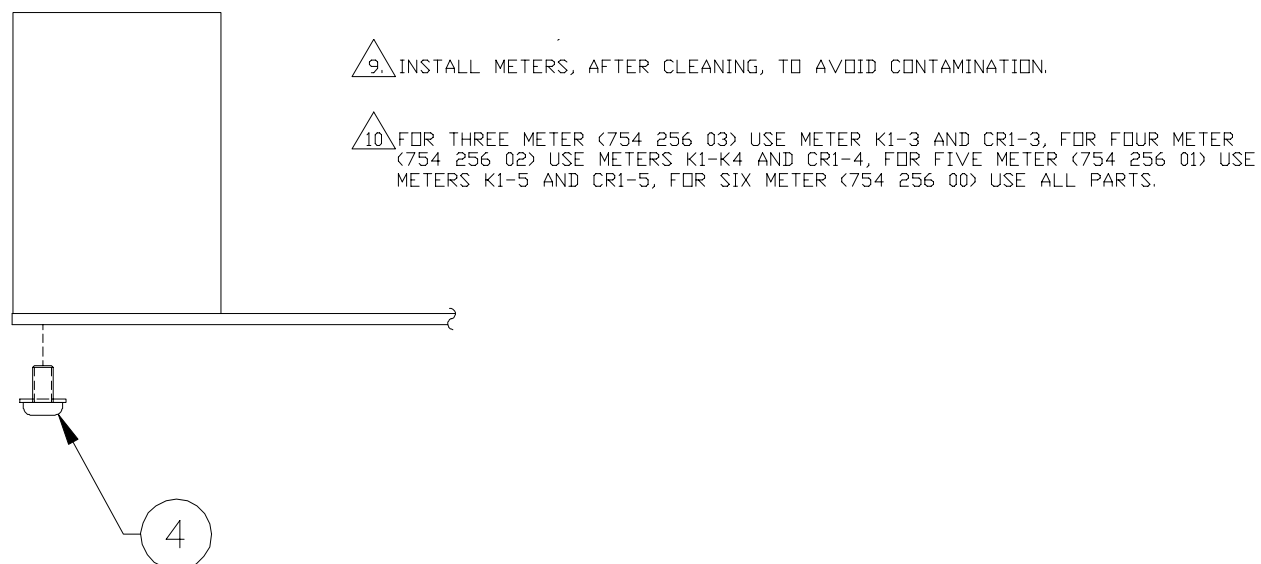 9. INSTALL METERS, AFTER CLEANING, TO AVOID CONTAMINATION.
10 FOR THREE METER (754 256 03) USE METER K1-3 AND CR1-3, FOR FOUR METER
(754 256 02) USE METERS K1-K4 AND CR1-4, FOR FIVE METER (754 256 01) USE
METERS K1-5 AND CR1-5, FOR SIX METER (754 256 00) USE ALL PARTS.
4